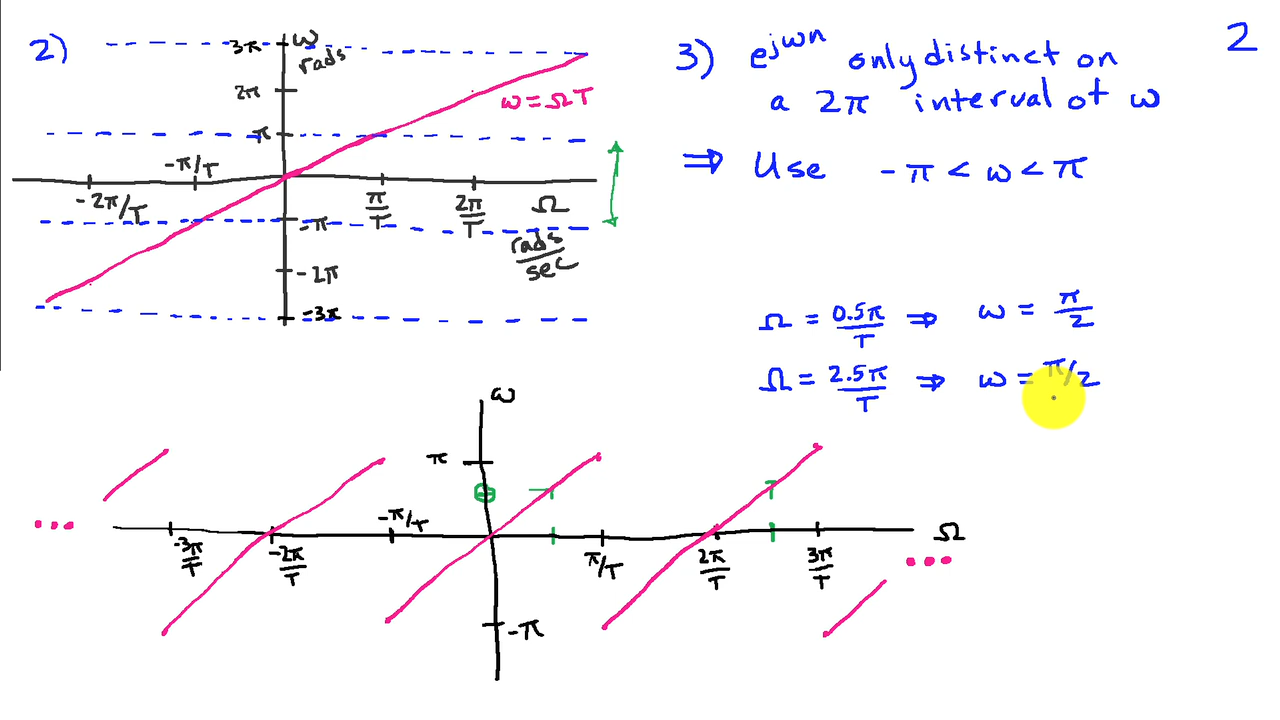 2)
3π
ω
rads
2π
ω = ΩT
π
-π/T
-2π/T
π/T
2π/T
Ω
rads/sec
-π
-2π
-3π
2
3) e^jωn only distinct on
a 2π interval of ω
⇒ Use -π < ω < π
Ω = 0.5π/T ⇒ ω = π/2
Ω = 2.5π/T ⇒ ω = π/2
ω
π
-π/T
Ω
...
-3π/T
-2π/T
π/T
2π/T
3π/T
...
-π